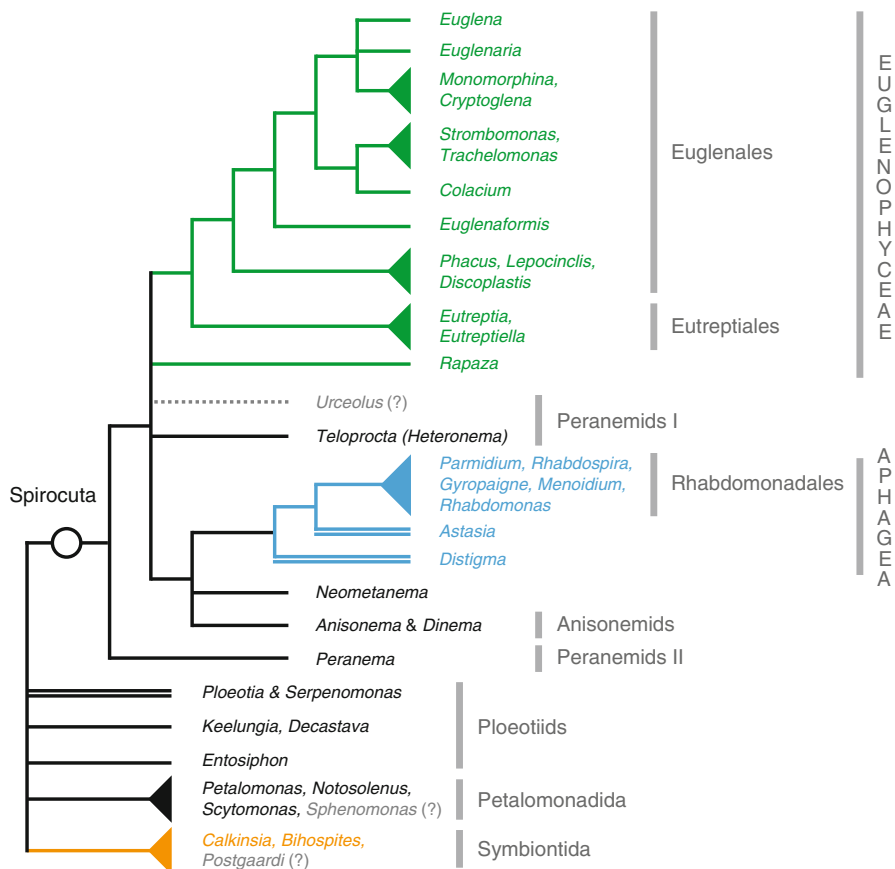 Euglena
Euglenaria
Monomorphina,
Cryptoglena
Strombomonas,
Trachelomonas
Colacium
Euglenaformis
Phacus, Lepocinclis,
Discoplastis
Euglenales
Eutreptia,
Eutreptiella
Eutreptiales
Rapaza
EUGLENOPHYCEAE
Urceolus (?)
Teloprocta (Heteronema)
Peranemids I
Parmidium, Rhabdospira,
Gyropaigne, Menoidium,
Rhabdomonas
Rhabdomonadales
Astasia
Distigma
APHAGEA
Spirocuta
Neometanema
Anisonema & Dinema
Anisonemids
Peranema
Peranemids II
Ploeotia & Serpenomonas
Keelungia, Decastava
Entosiphon
Ploeotiids
Petalomonas, Notosolenus,
Scytomonas, Sphenomonas (?)
Petalomonadida
Calkinsia, Bihospites,
Postgaardi (?)
Symbiontida